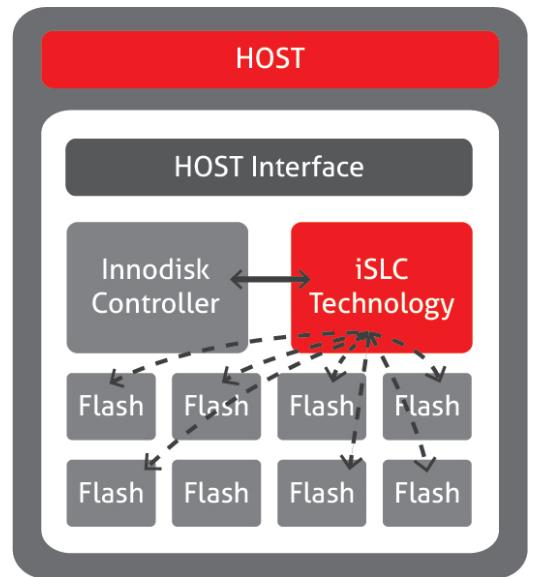 HOST
HOST Interface
Innodisk
Controller
iSLC
Technology
Flash
Flash
Flash
Flash
Flash
Flash
Flash
Flash